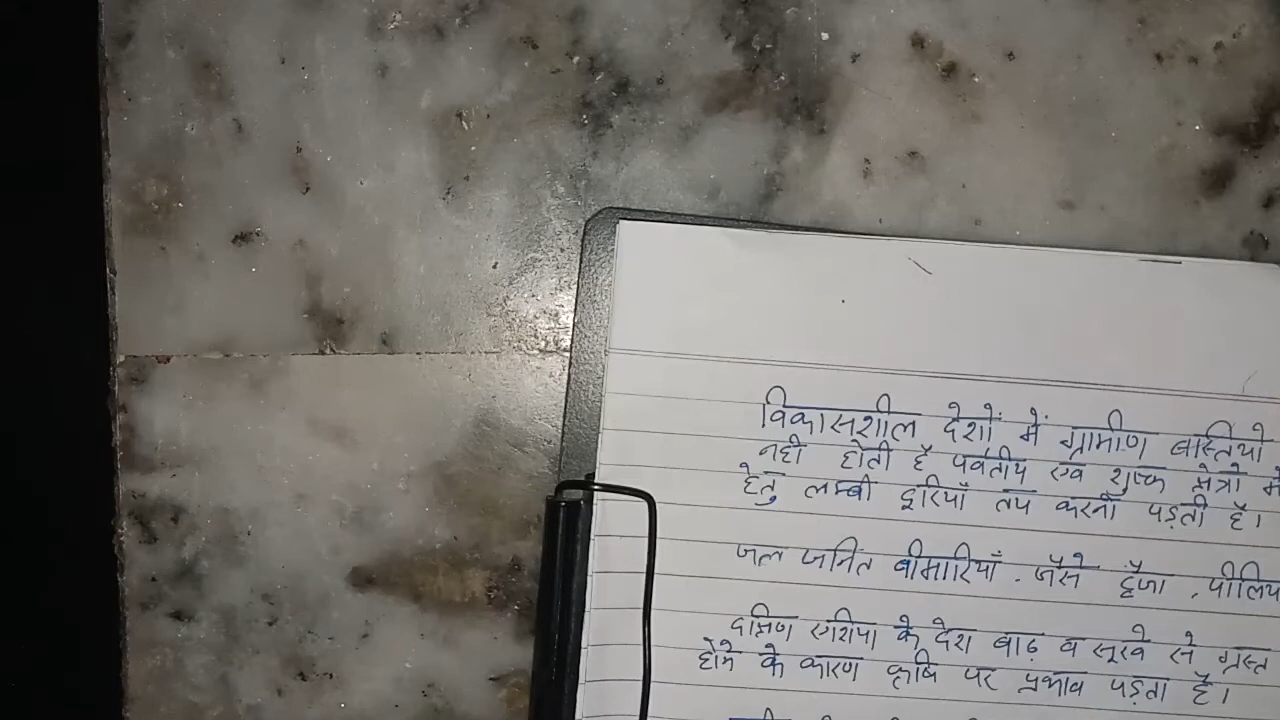 विकासशील देशों में ग्रामीण बस्तियो
नही होती है पर्वतीय एव शुष्क क्षेत्रो मे
हेतु लम्बी दूरियाँ तय करनी पड़ती है।
जल जनित बीमारियाँ . जैसे हैजा , पीलिय
दक्षिण एशिया के देश बाढ़ व सूखे से ग्रस्त
होने के कारण कृषि पर प्रभाव पड़ता है।